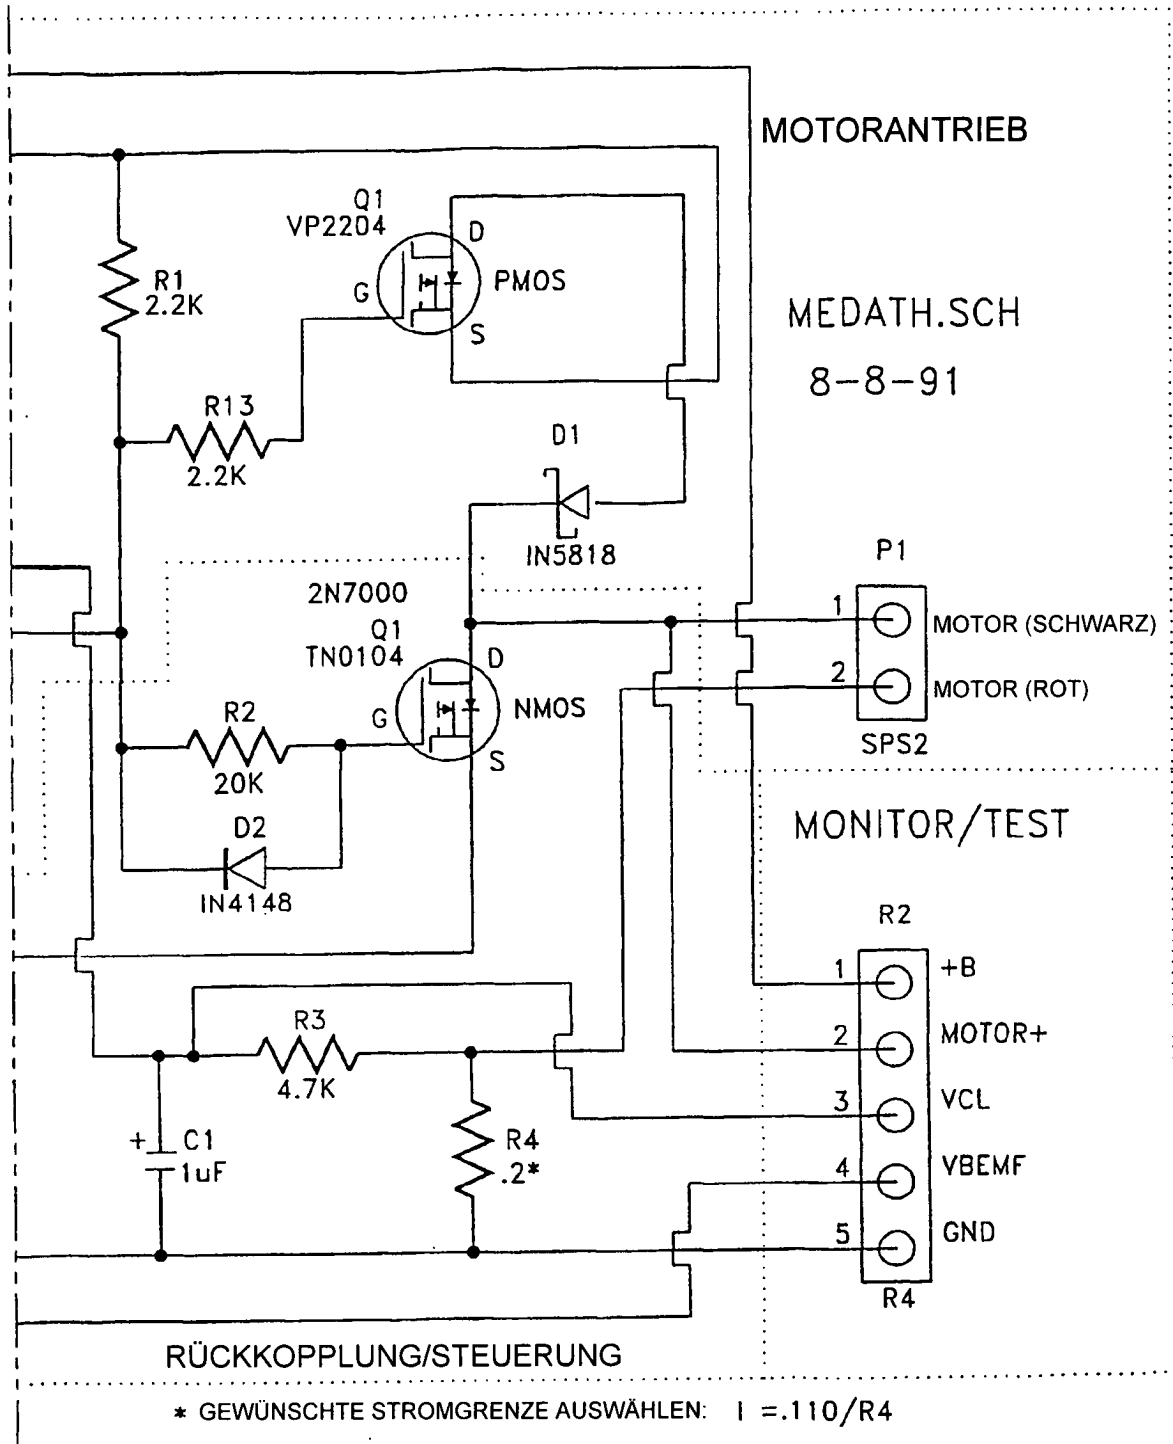 MOTORANTRIEB
Q1
VP2204
D
G
PMOS
S
R1
2.2K
MEDATH.SCH
8-8-91
R13
2.2K
D1
IN5818
P1
1
MOTOR (SCHWARZ)
2
MOTOR (ROT)
SPS2
2N7000
Q1
TN0104
D
G
NMOS
S
R2
20K
D2
IN4148
MONITOR/TEST
R2
1
+B
2
MOTOR+
3
VCL
4
VBEMF
5
GND
R4
R3
4.7K
+
C1
1uF
R4
.2*
RÜCKKOPPLUNG/STEUERUNG
* GEWÜNSCHTE STROMGRENZE AUSWÄHLEN: I =.110/R4